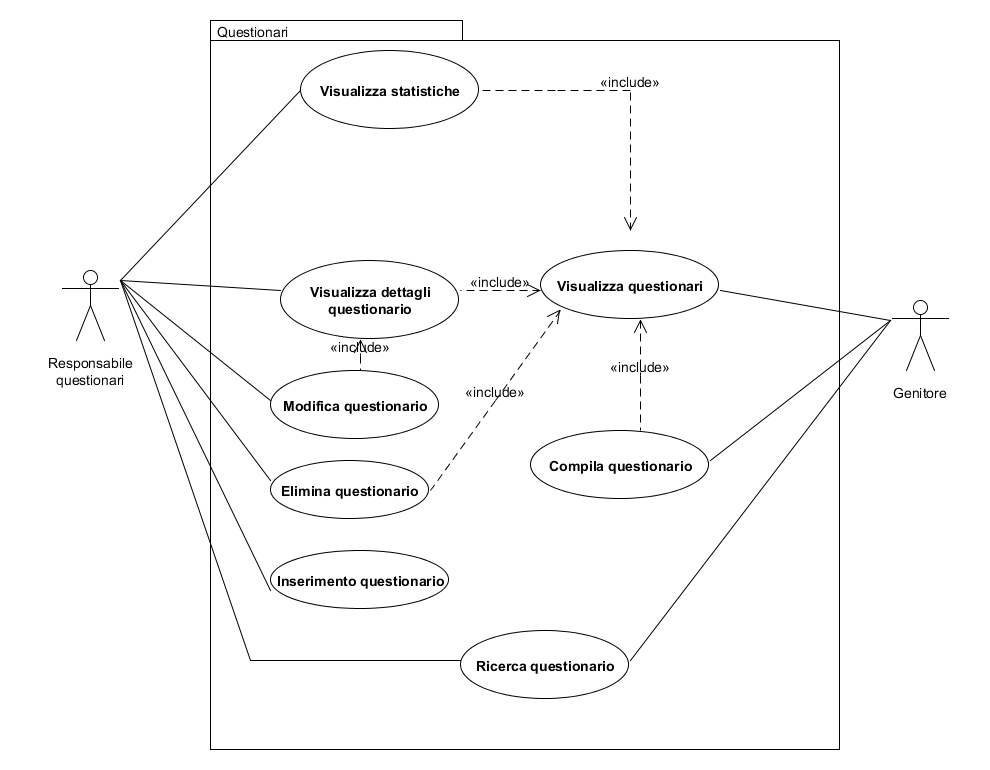 Questionari
Visualizza statistiche
«include»
Visualizza dettagli
questionario
«include»
Visualizza questionari
«include»
Responsabile
questionari
Modifica questionario
«include»
«include»
Genitore
Elimina questionario
Compila questionario
Inserimento questionario
Ricerca questionario